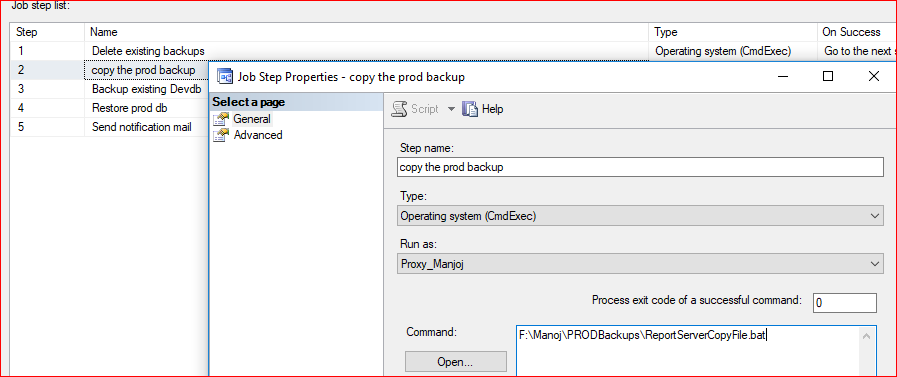 Job step list:
Step Name Type On Success
1 Delete existing backups Operating system (CmdExec) Go to the next s
2 copy the prod backup
3 Backup existing Devdb
4 Restore prod db
5 Send notification mail
Job Step Properties - copy the prod backup
Select a page
General
Advanced
Script Help
Step name:
copy the prod backup
Type:
Operating system (CmdExec)
Run as:
Proxy_Manjoj
Process exit code of a successful command: 0
Command: F:\Manoj\PRODBackups\ReportServerCopyFile.bat
Open...